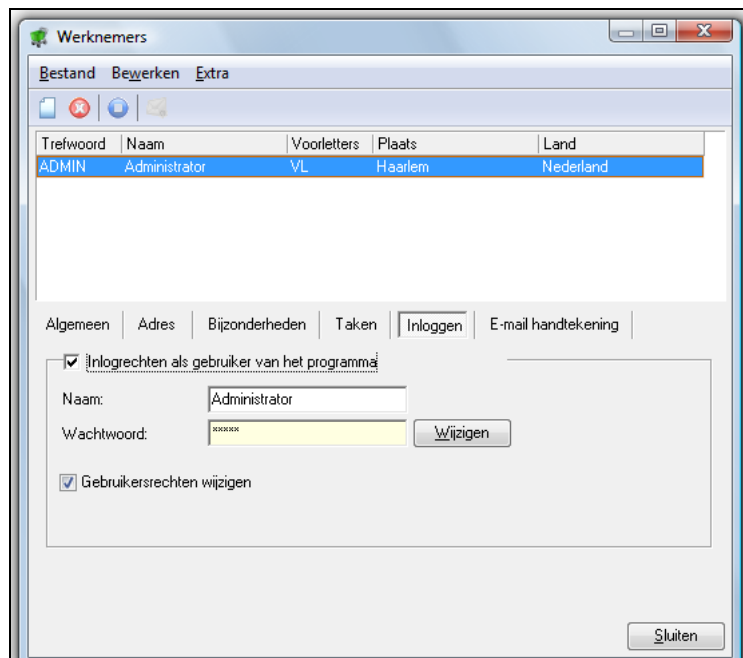 Werknemers
Bestand Bewerken Extra
Trefwoord Naam Voorletters Plaats Land
ADMIN Administrator VL Haarlem Nederland
Algemeen Adres Bijzonderheden Taken Inloggen E-mail handtekening
Inlogrechten als gebruiker van het programma
Naam: Administrator
Wachtwoord: ***** Wijzigen
Gebruikersrechten wijzigen
Sluiten